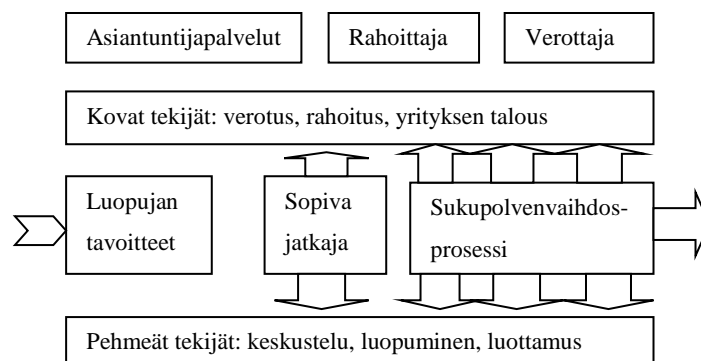 Asiantuntijapalvelut
Rahoittaja
Verottaja
Kovat tekijät: verotus, rahoitus, yrityksen talous
Luopujan
tavoitteet
Sopiva
jatkaja
Sukupolvenvaihdos-
prosessi
Pehmeät tekijät: keskustelu, luopuminen, luottamus